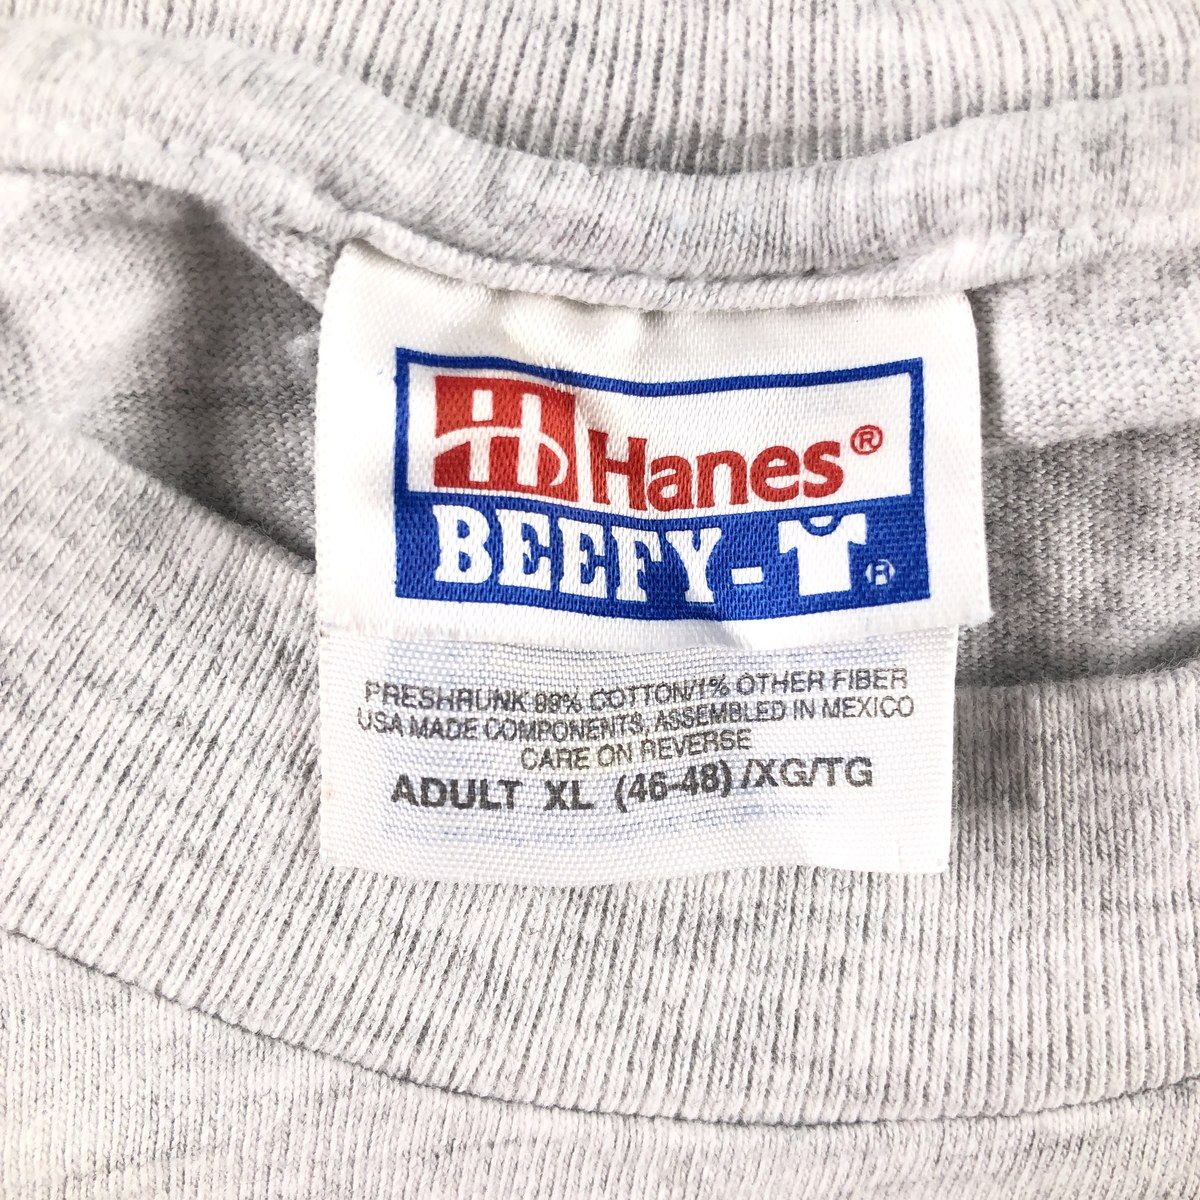 Hanes®
BEEFY-T®
PRESHRUNK 99% COTTON/1% OTHER FIBER
USA MADE COMPONENTS, ASSEMBLED IN MEXICO
CARE ON REVERSE
ADULT XL (46-48) /XG/TG